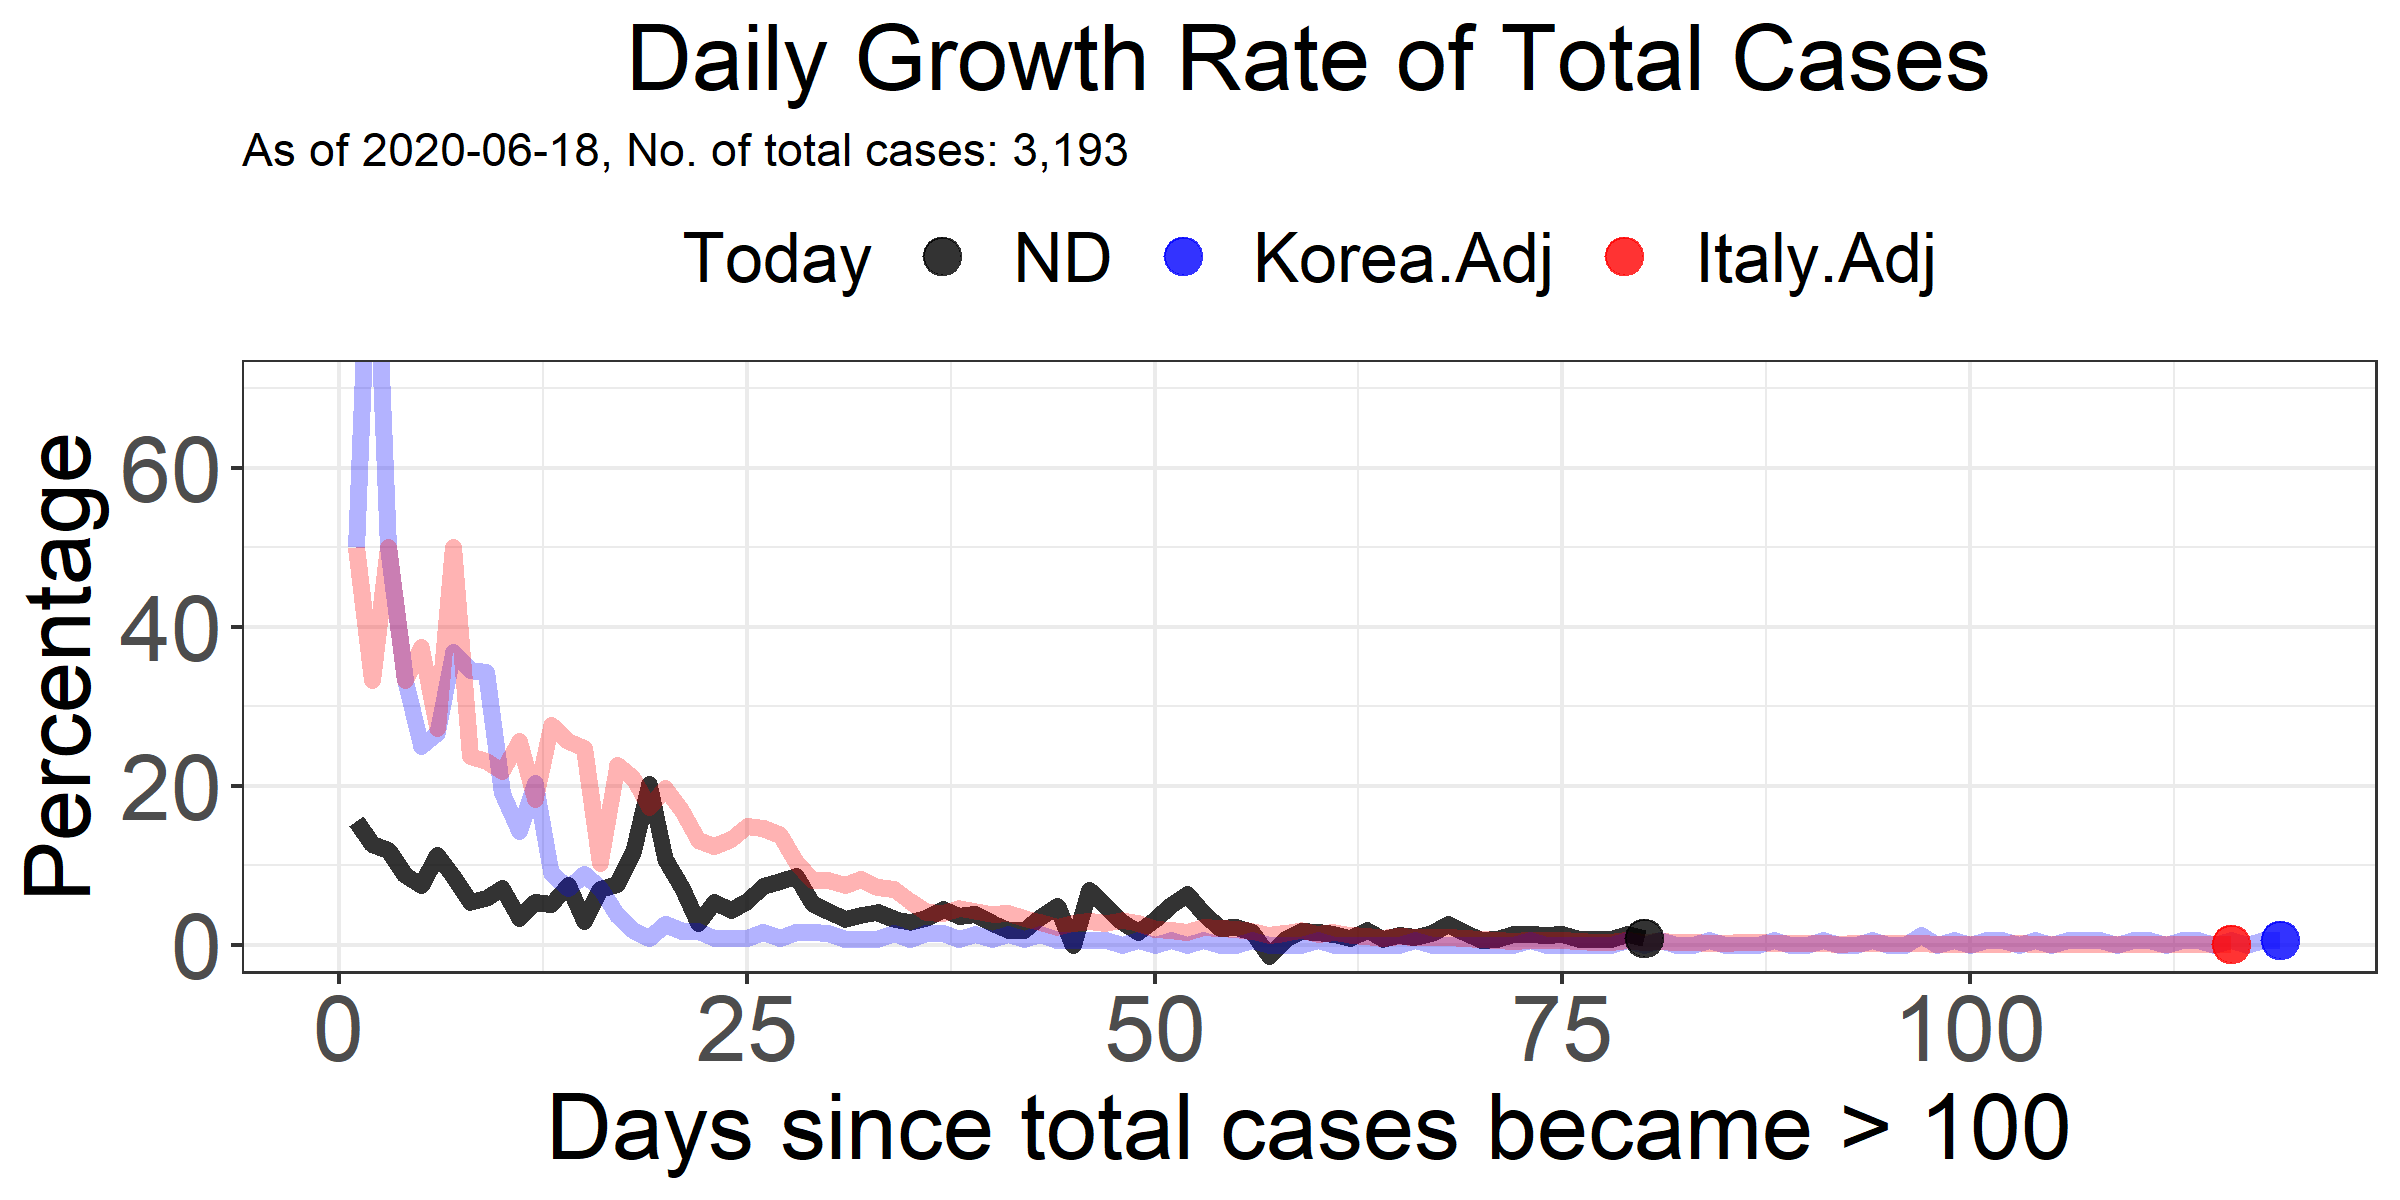 Daily Growth Rate of Total Cases
As of 2020-06-18, No. of total cases: 3,193
Today ND Korea.Adj Italy.Adj
Percentage
60
40
20
0
0 25 50 75 100
Days since total cases became > 100